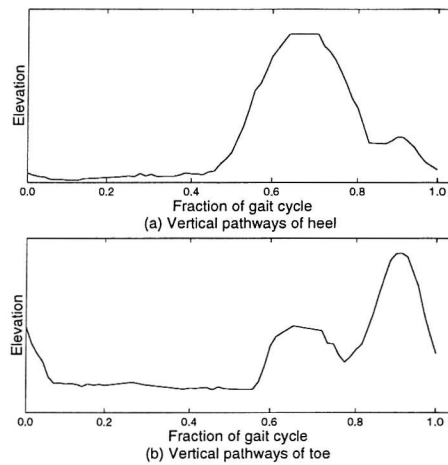 Elevation
0.0 0.2 0.4 0.6 0.8 1.0
Fraction of gait cycle
(a) Vertical pathways of heel
Elevation
0.0 0.2 0.4 0.6 0.8 1.0
Fraction of gait cycle
(b) Vertical pathways of toe